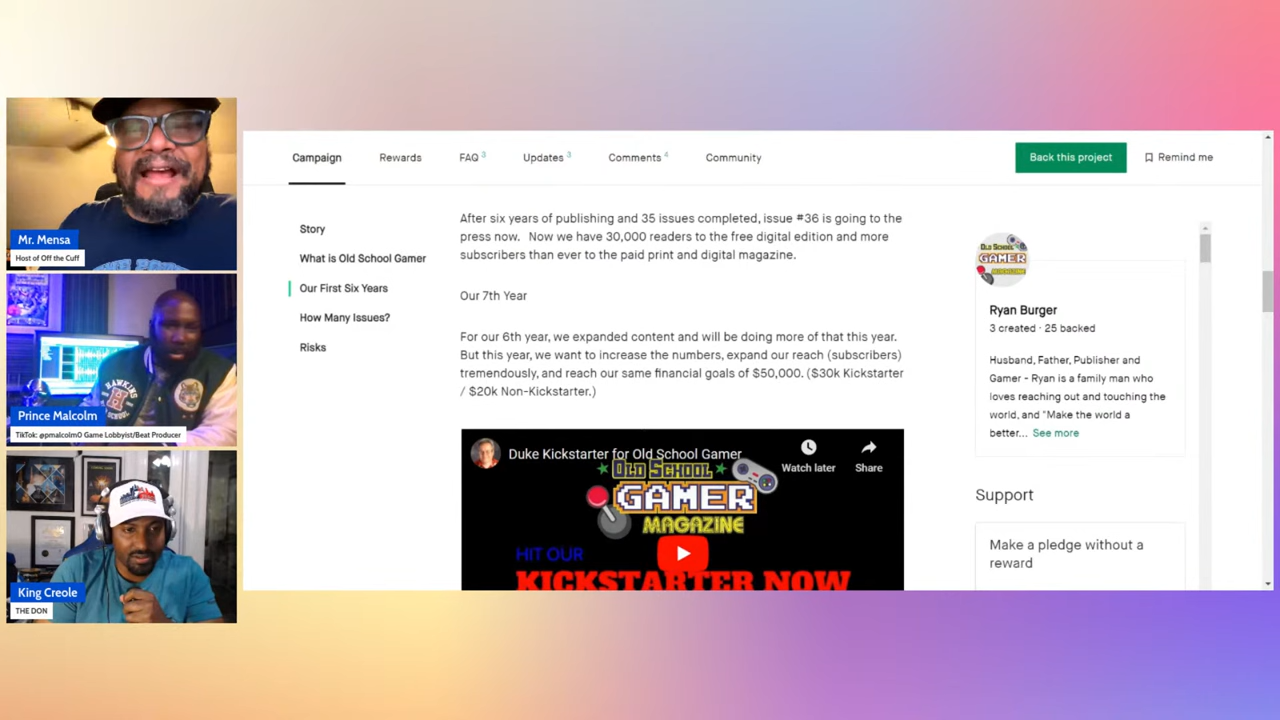 Mr. Mensa
Host of Off the Cuff
HAWKINS
Prince Malcolm
TikTok: @pmalcolm0 Game Lobbyist/Beat Producer
King Creole
THE DON
Campaign
Rewards
FAQ 3
Updates 3
Comments 4
Community
Back this project
Remind me
Story
What is Old School Gamer
Our First Six Years
How Many Issues?
Risks
After six years of publishing and 35 issues completed, issue #36 is going to the
press now. Now we have 30,000 readers to the free digital edition and more
subscribers than ever to the paid print and digital magazine.
Our 7th Year
For our 6th year, we expanded content and will be doing more of that this year.
But this year, we want to increase the numbers, expand our reach (subscribers)
tremendously, and reach our same financial goals of $50,000. ($30k Kickstarter
/ $20k Non-Kickstarter.)
Duke Kickstarter for Old School Gamer
Watch later
Share
OLD SCHOOL
GAMER
MAGAZINE
HIT OUR
KICKSTARTER NOW
OLD SCHOOL
GAMER
MAGAZINE
Ryan Burger
3 created · 25 backed
Husband, Father, Publisher and
Gamer - Ryan is a family man who
loves reaching out and touching the
world, and "Make the world a
better... See more
Support
Make a pledge without a
reward